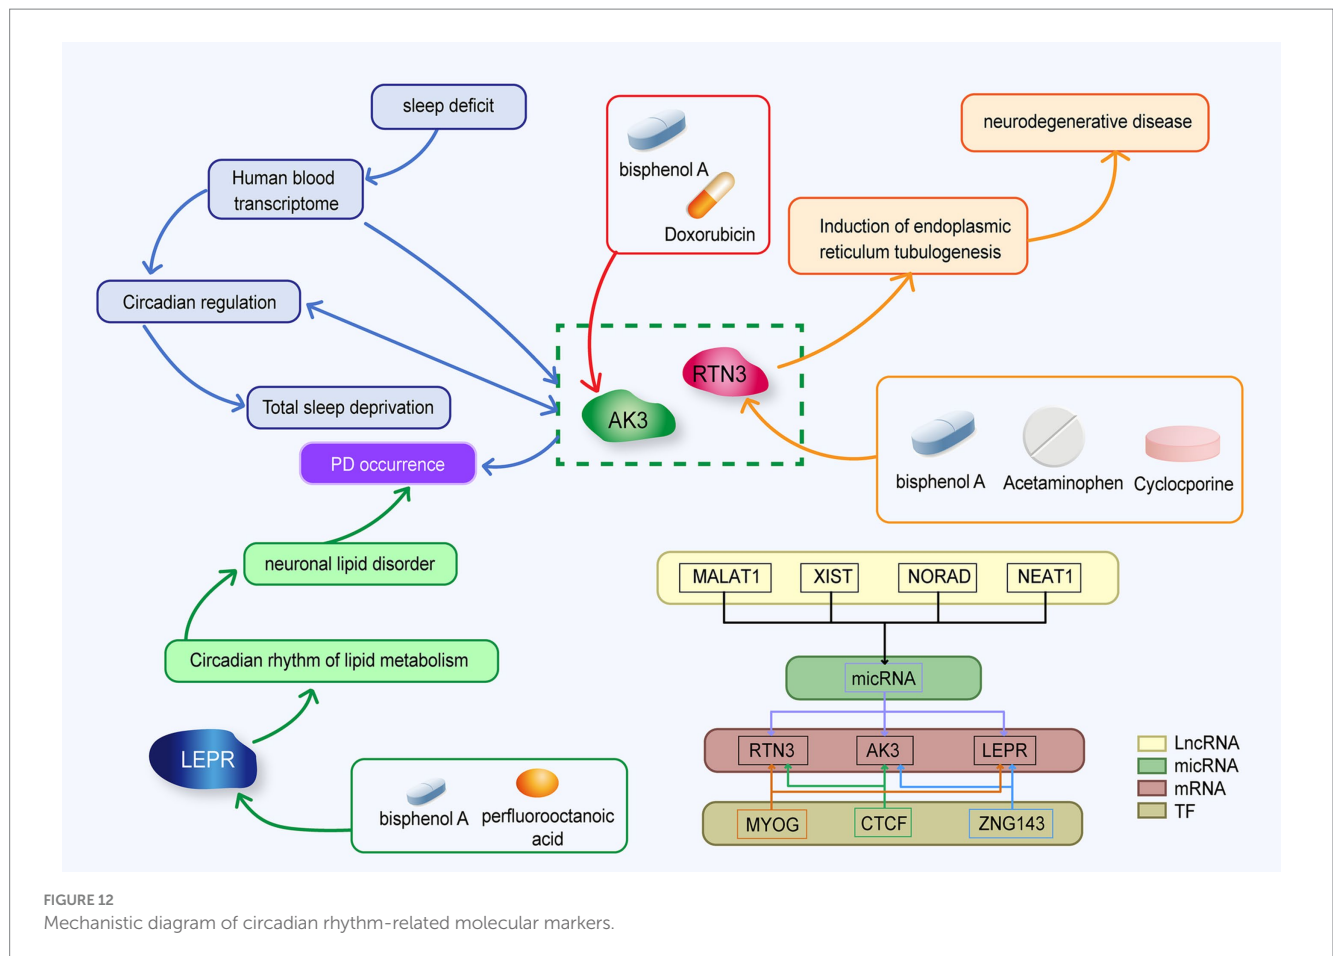 sleep deficit
Human blood
transcriptome
Circadian regulation
Total sleep deprivation
PD occurrence
neuronal lipid disorder
Circadian rhythm of lipid metabolism
LEPR
bisphenol A
perfluorooctanoic
acid
bisphenol A
Doxorubicin
AK3
RTN3
neurodegenerative disease
Induction of endoplasmic
reticulum tubulogenesis
bisphenol A
Acetaminophen
Cyclocporine
MALAT1
XIST
NORAD
NEAT1
micRNA
RTN3
AK3
LEPR
MYOG
CTCF
ZNG143
LncRNA
micRNA
mRNA
TF
FIGURE 12
Mechanistic diagram of circadian rhythm-related molecular markers.